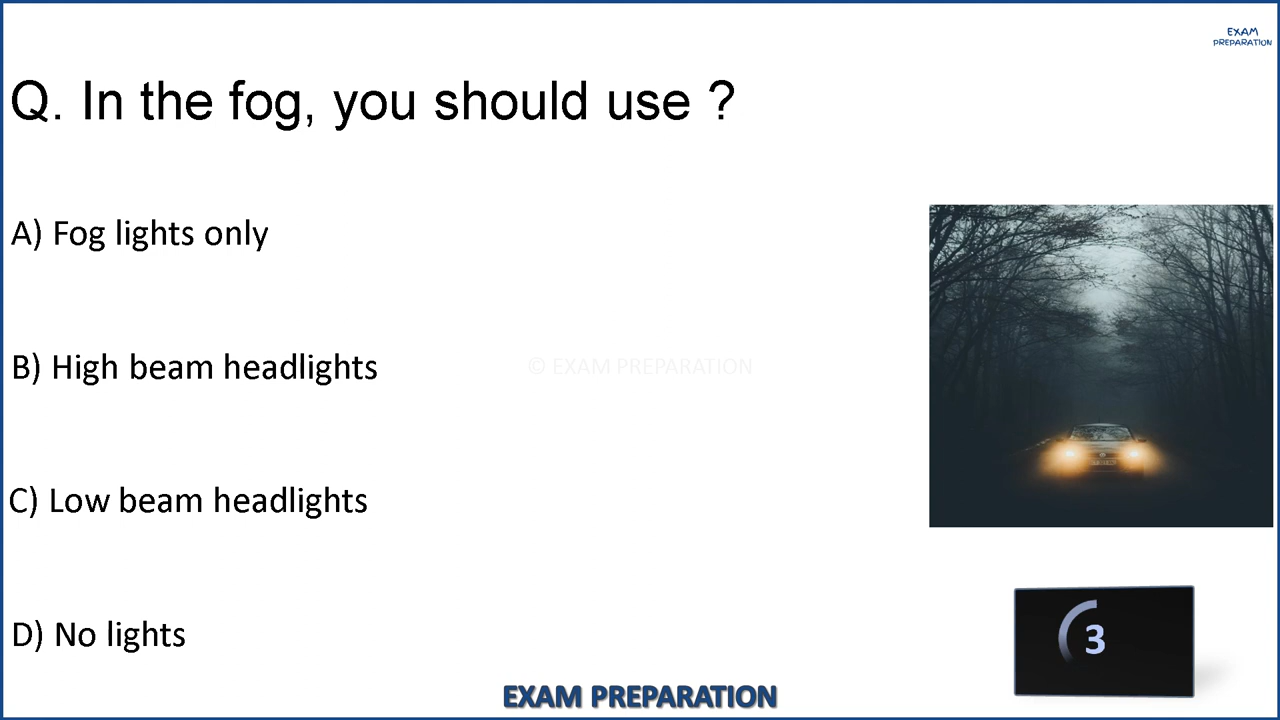 EXAM
PREPARATION
Q. In the fog, you should use ?
A) Fog lights only
B) High beam headlights
© EXAM PREPARATION
C) Low beam headlights
D) No lights
3
EXAM PREPARATION